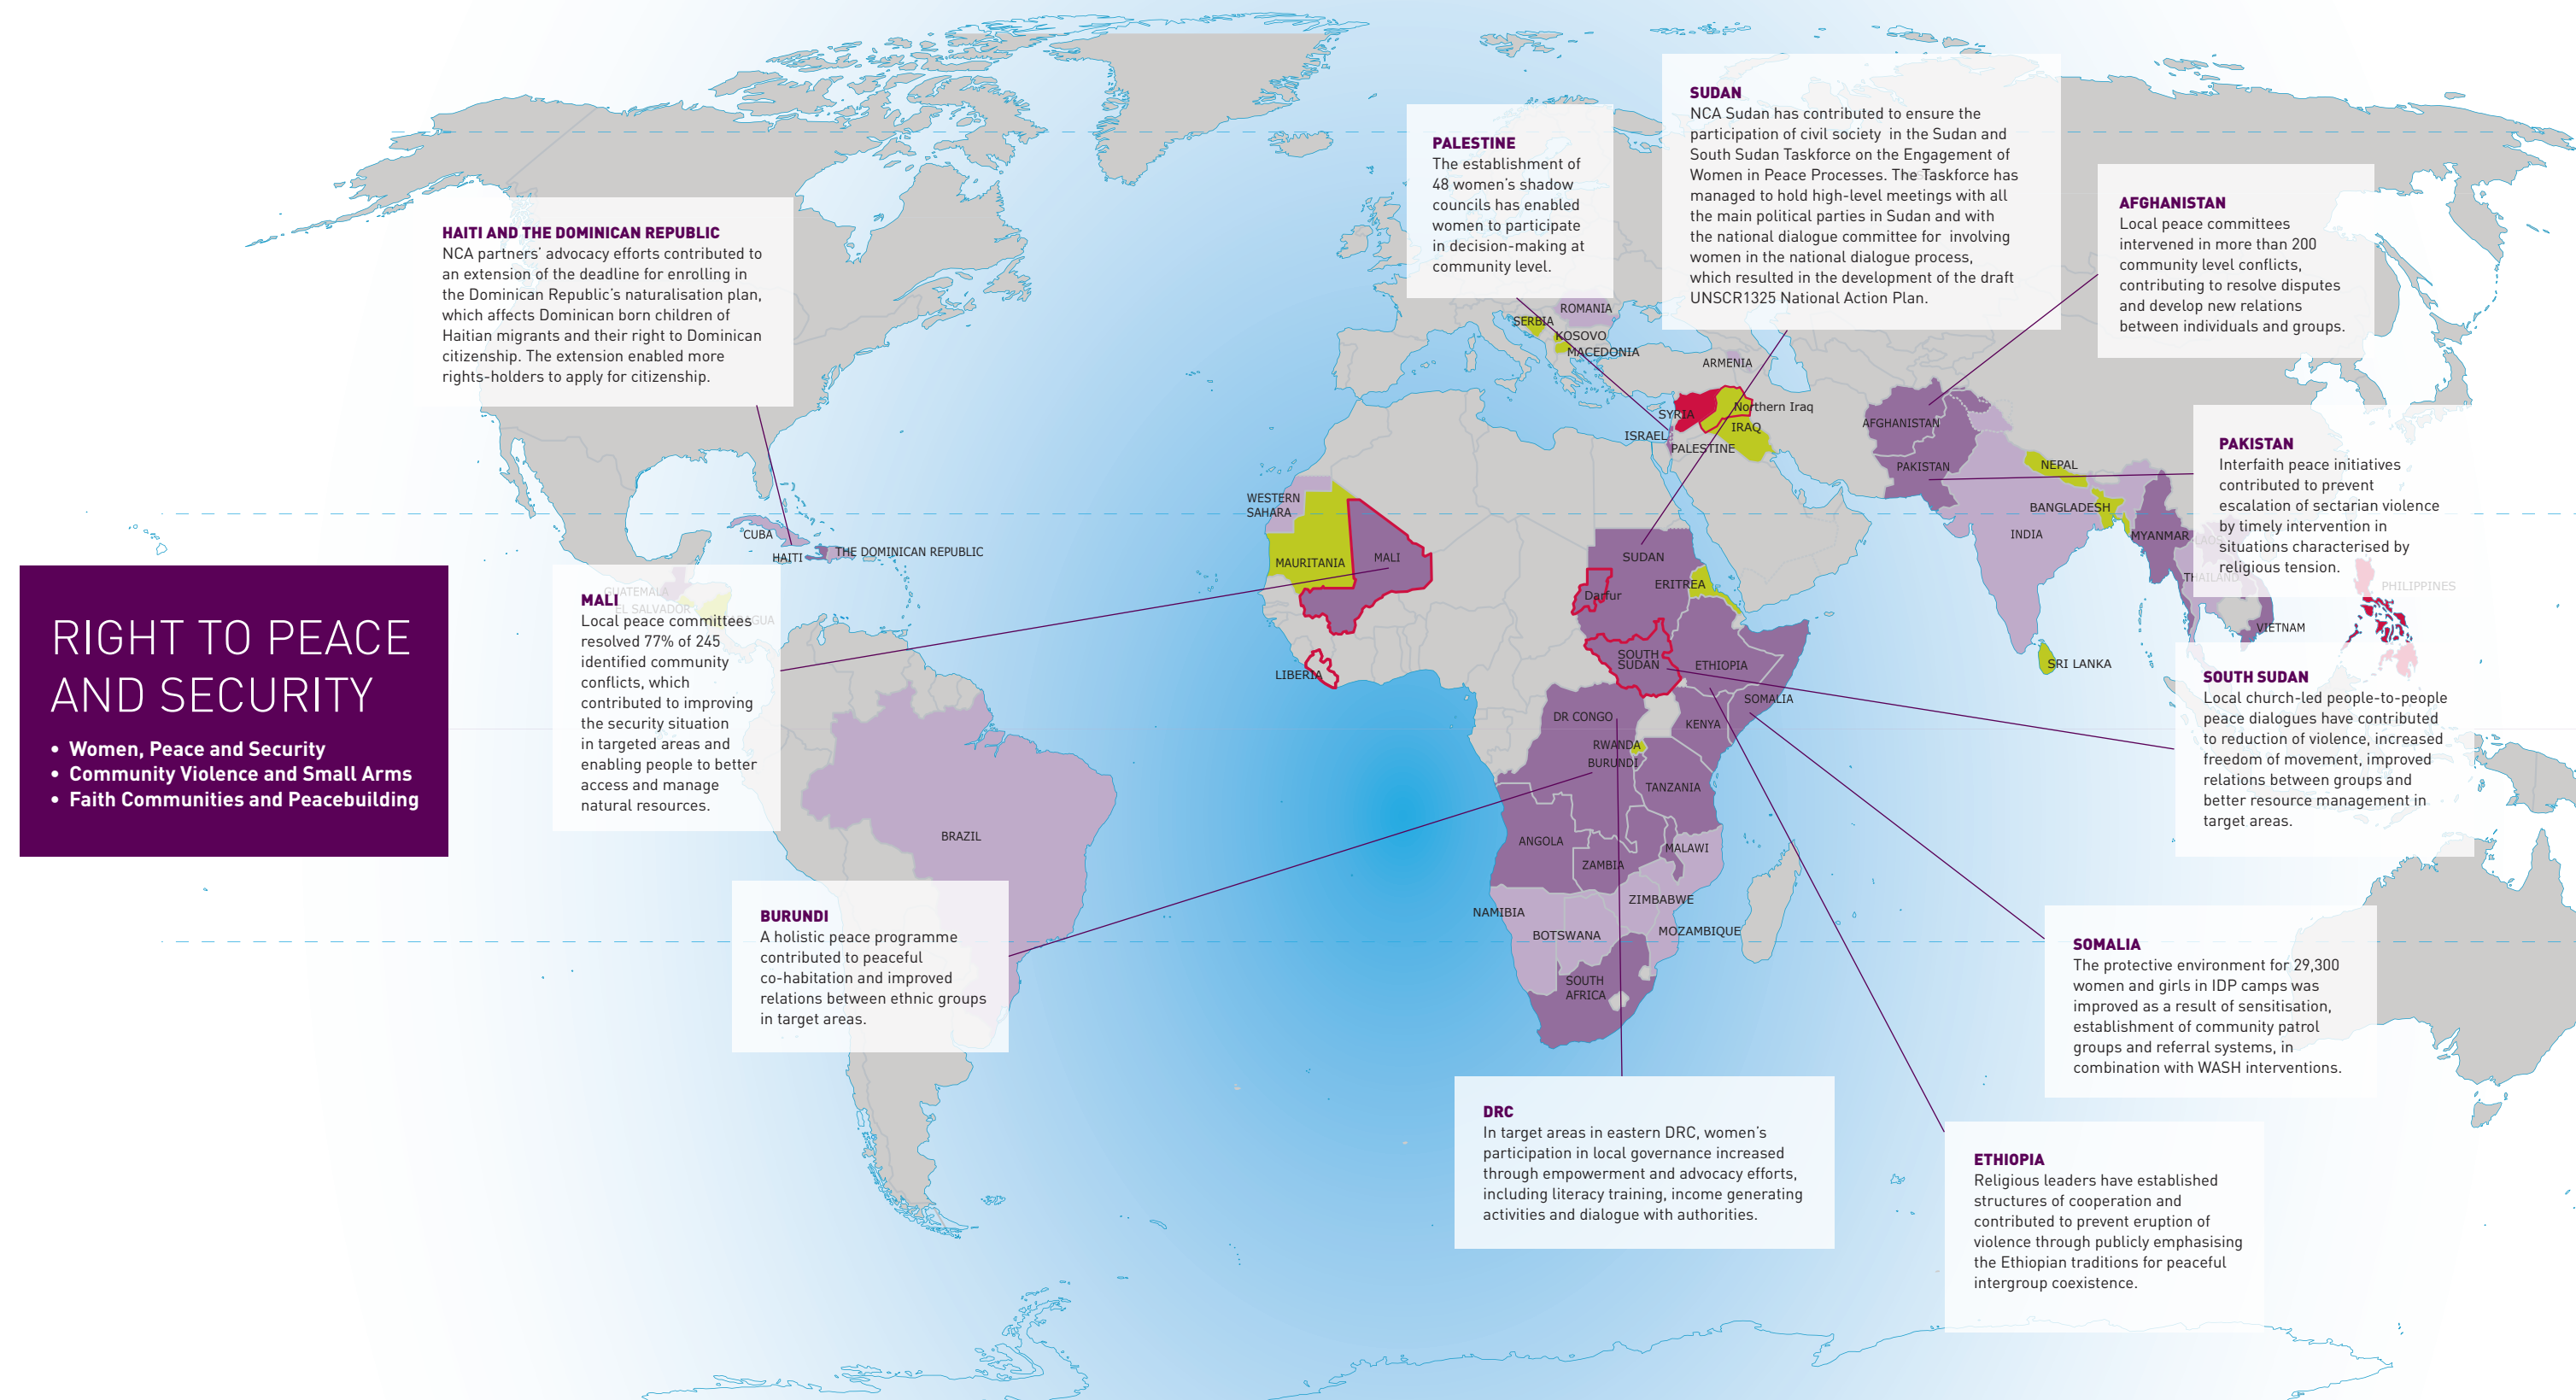 RIGHT TO PEACE
AND SECURITY
• Women, Peace and Security
• Community Violence and Small Arms
• Faith Communities and Peacebuilding
HAITI AND THE DOMINICAN REPUBLIC
NCA partners' advocacy efforts contributed to
an extension of the deadline for enrolling in
the Dominican Republic's naturalisation plan,
which affects Dominican born children of
Haitian migrants and their right to Dominican
citizenship. The extension enabled more
rights-holders to apply for citizenship.
PALESTINE
The establishment of
48 women's shadow
councils has enabled
women to participate
in decision-making at
community level.
SUDAN
NCA Sudan has contributed to ensure the
participation of civil society in the Sudan and
South Sudan Taskforce on the Engagement of
Women in Peace Processes. The Taskforce has
managed to hold high-level meetings with all
the main political parties in Sudan and with
the national dialogue committee for involving
women in the national dialogue process,
which resulted in the development of the draft
UNSCR1325 National Action Plan.
AFGHANISTAN
Local peace committees
intervened in more than 200
community level conflicts,
contributing to resolve disputes
and develop new relations
between individuals and groups.
PAKISTAN
Interfaith peace initiatives
contributed to prevent
escalation of sectarian violence
by timely intervention in
situations characterised by
religious tension.
MALI
Local peace committees
resolved 77% of 245
identified community
conflicts, which
contributed to improving
the security situation
in targeted areas and
enabling people to better
access and manage
natural resources.
SOUTH SUDAN
Local church-led people-to-people
peace dialogues have contributed
to reduction of violence, increased
freedom of movement, improved
relations between groups and
better resource management in
target areas.
BURUNDI
A holistic peace programme
contributed to peaceful
co-habitation and improved
relations between ethnic groups
in target areas.
SOMALIA
The protective environment for 29,300
women and girls in IDP camps was
improved as a result of sensitisation,
establishment of community patrol
groups and referral systems, in
combination with WASH interventions.
DRC
In target areas in eastern DRC, women's
participation in local governance increased
through empowerment and advocacy efforts,
including literacy training, income generating
activities and dialogue with authorities.
ETHIOPIA
Religious leaders have established
structures of cooperation and
contributed to prevent eruption of
violence through publicly emphasising
the Ethiopian traditions for peaceful
intergroup coexistence.
ROMANIA
SERBIA
KOSOVO
MACEDONIA
ARMENIA
SYRIA
Northern Iraq
IRAQ
ISRAEL
PALESTINE
AFGHANISTAN
PAKISTAN
NEPAL
BANGLADESH
INDIA
MYANMAR
LAOS
THAILAND
VIETNAM
PHILIPPINES
SRI LANKA
WESTERN
SAHARA
MAURITANIA
MALI
LIBERIA
CUBA
HAITI
THE DOMINICAN REPUBLIC
GUATEMALA
EL SALVADOR
BRAZIL
SUDAN
ERITREA
Darfur
SOUTH
SUDAN
ETHIOPIA
SOMALIA
DR CONGO
KENYA
RWANDA
BURUNDI
TANZANIA
ANGOLA
ZAMBIA
MALAWI
ZIMBABWE
NAMIBIA
BOTSWANA
MOZAMBIQUE
SOUTH
AFRICA